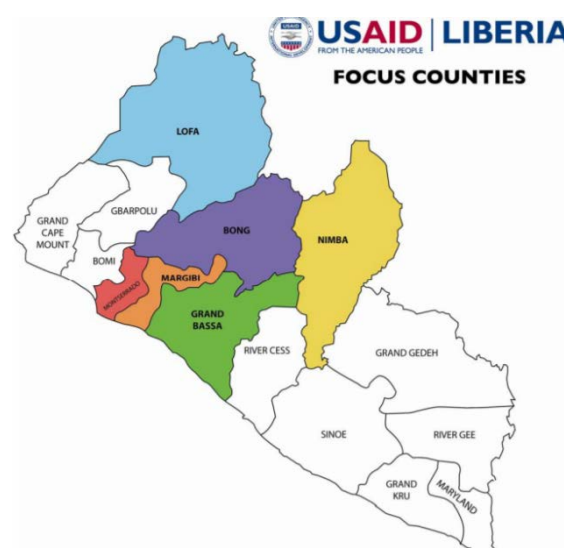 USAID | LIBERIA
FROM THE AMERICAN PEOPLE
FOCUS COUNTIES
LOFA
GBARPOLU
GRAND
CAPE
MOUNT
BONG
NIMBA
BOMI
MARGIBI
MONTSERRADO
GRAND
BASSA
RIVER CESS
GRAND GEDEH
SINOE
RIVER GEE
GRAND
KRU
MARYLAND